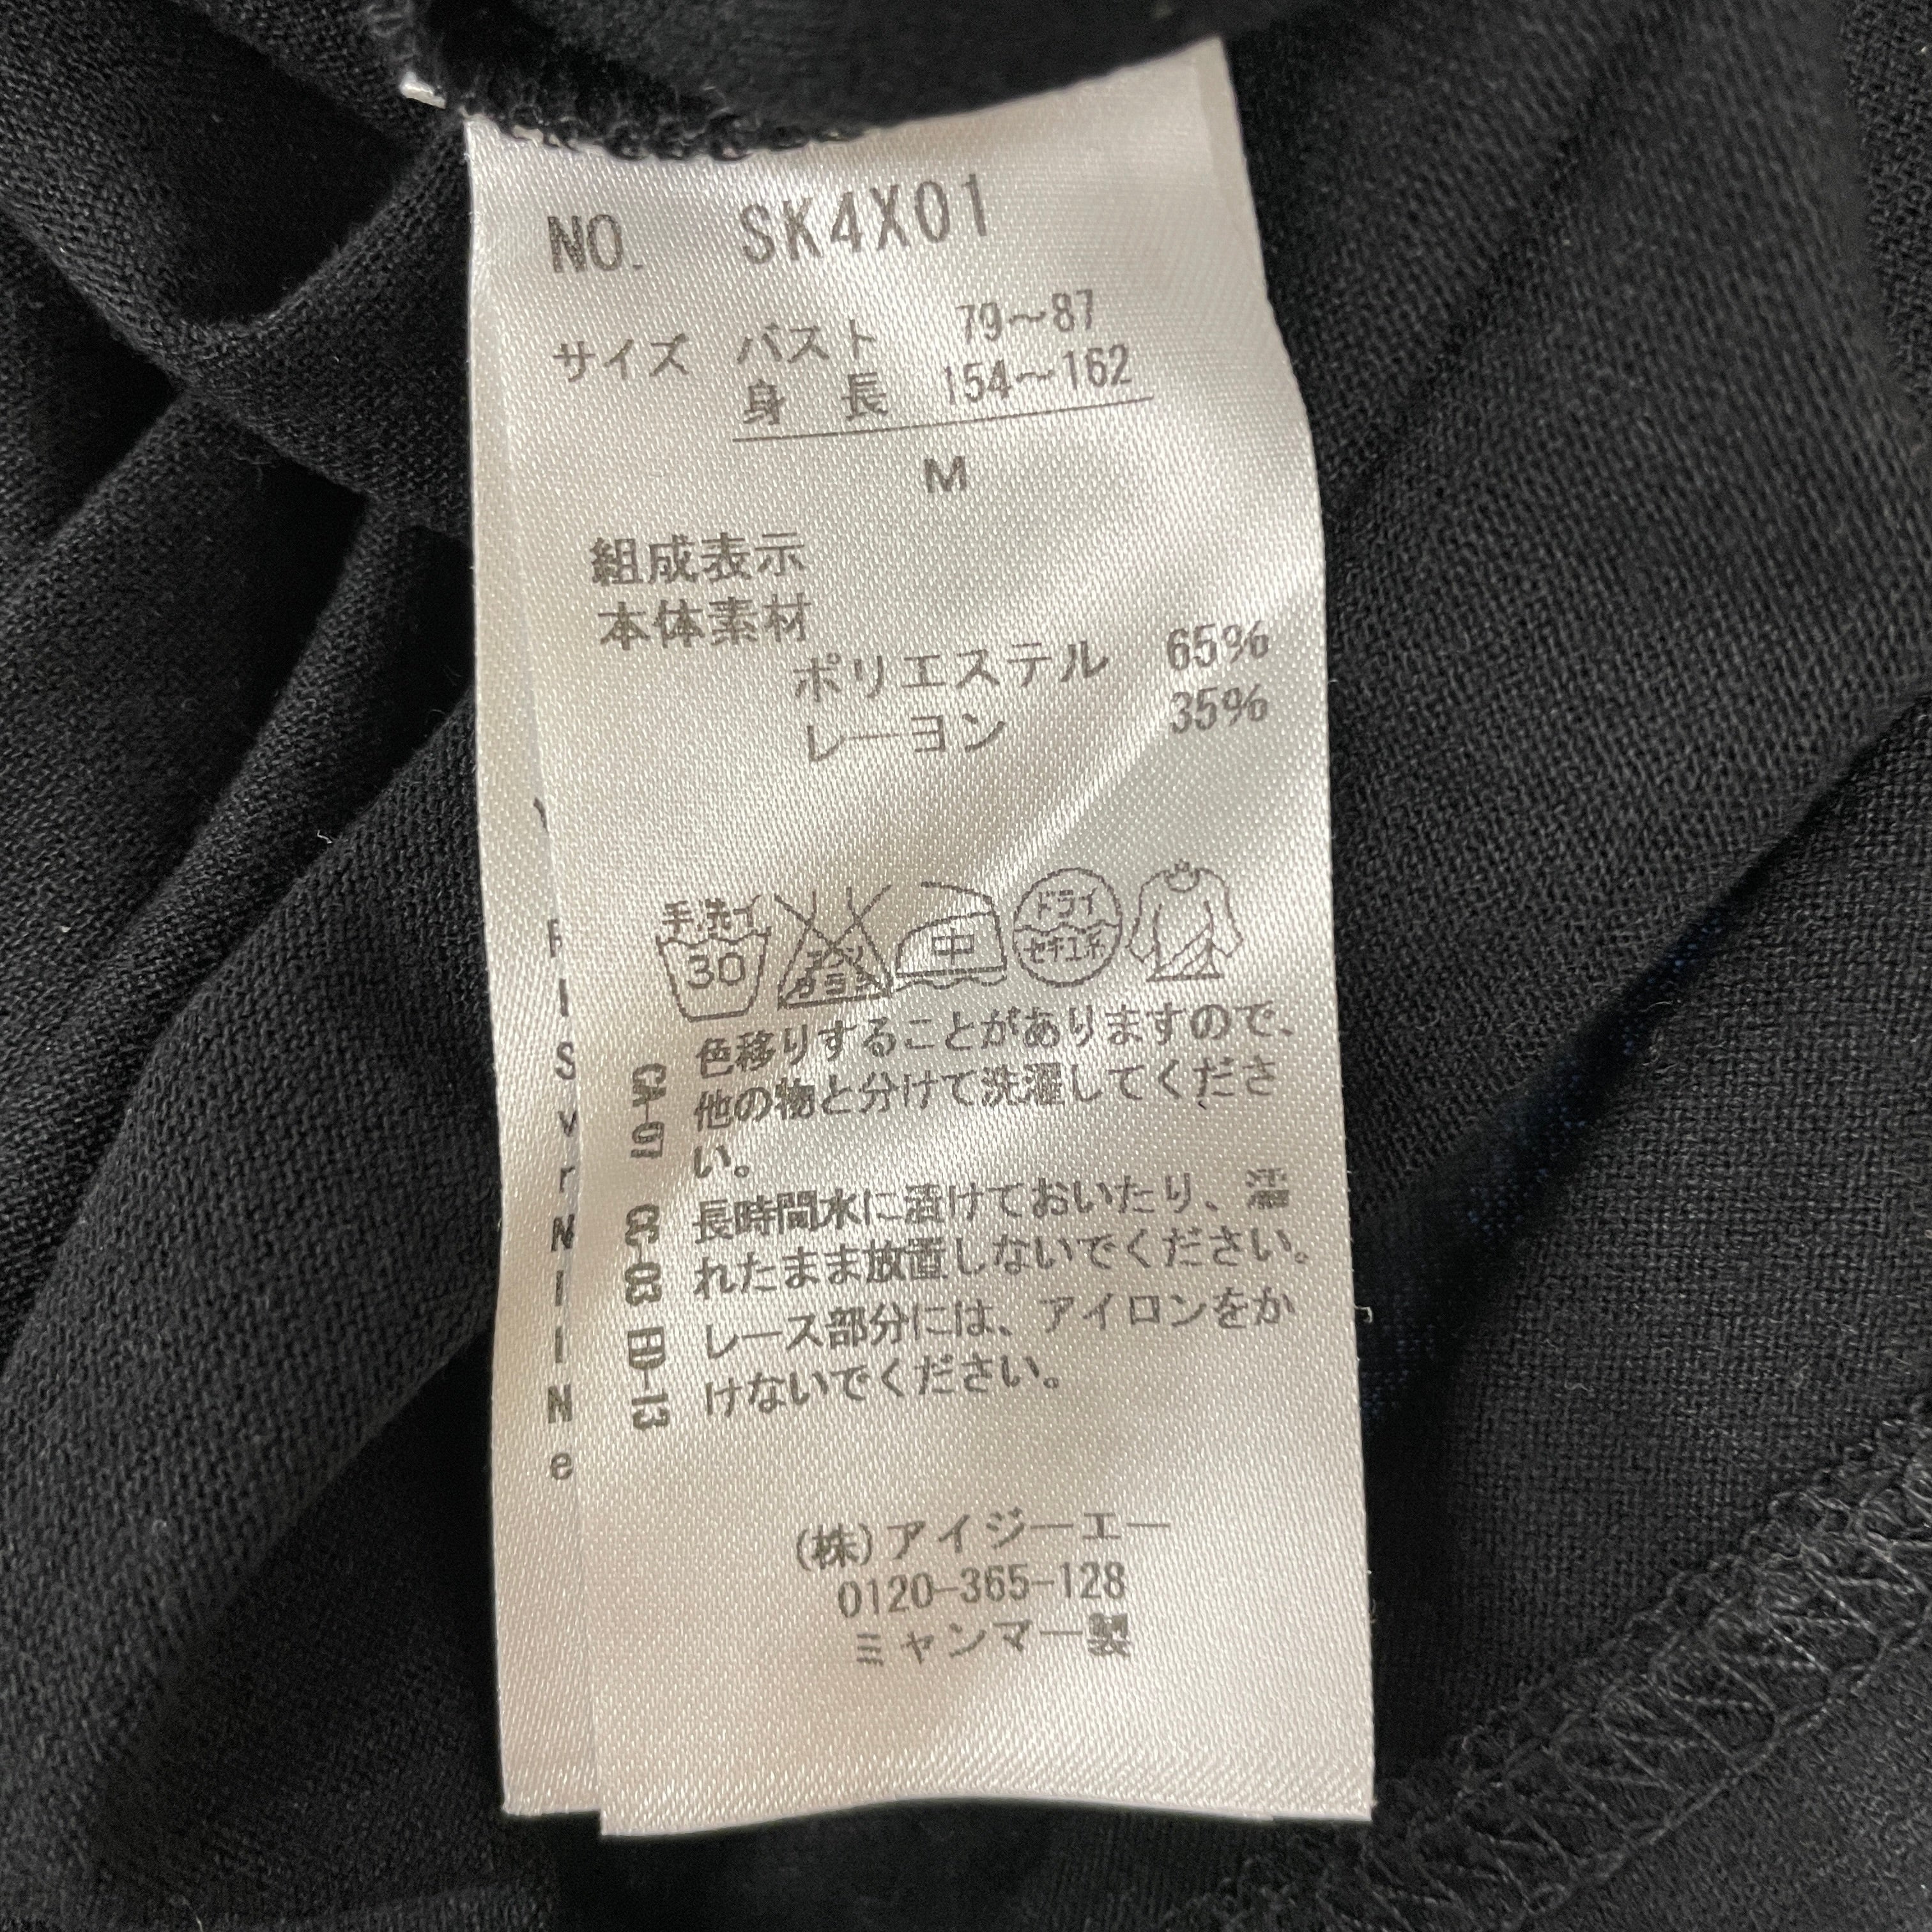 NO. SK4X01
サイズ バスト 79～87
身 長 154～162
M
組成表示
本体素材
ポリエステル 65%
レーヨン 35%
手洗イ
30
中
ドライ
セキユ系
色移りすることがありますので、
他の物と分けて洗濯してくださ
い。
長時間水に漬けておいたり、濡
れたまま放置しないでください。
レース部分には、アイロンをか
けないでください。
CA-01 CC-03 ED-13
(株)アイジーエー
0120-365-128
ミャンマー製